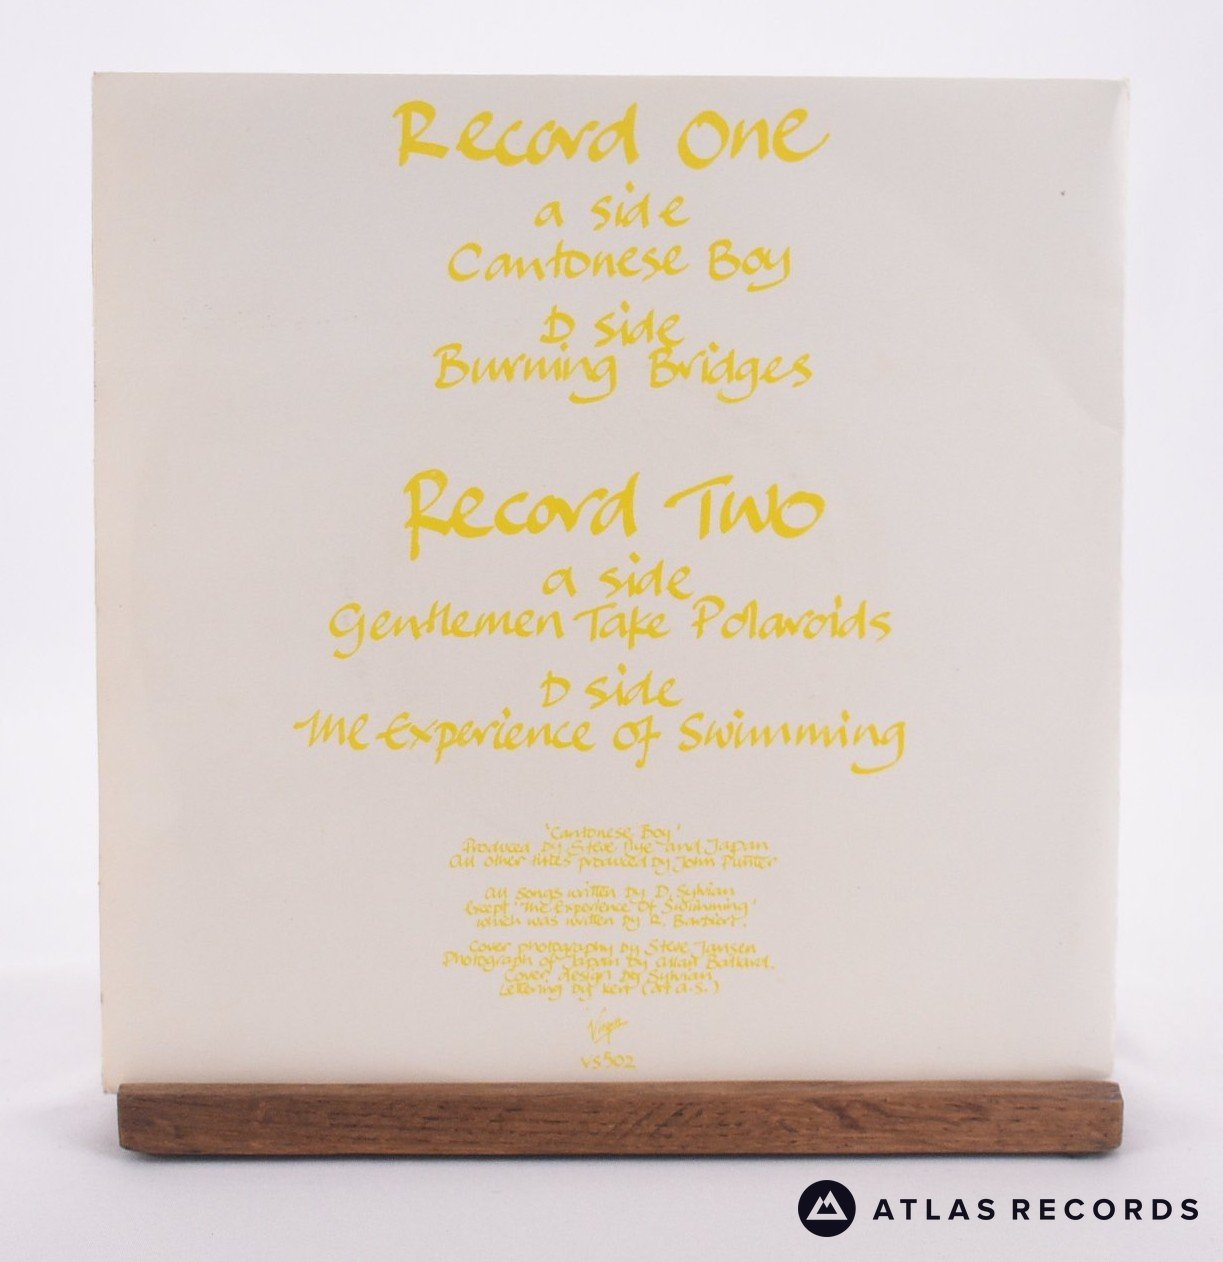 Record One
a side
Cantonese Boy
b side
Burning Bridges
Record Two
a side
Gentlemen Take Polaroids
b side
The Experience of Swimming
'Cantonese Boy'
Produced by Steve Nye and Japan
All other titles produced by John Punter
All songs written by D. Sylvian
Except 'The Experience Of Swimming'
which was written by R. Barbieri.
Cover photography by Steve Jansen
Photograph of Japan by Allan Ballard.
Cover design by Sylvian
Lettering by Kerr (at a.s.)
Virgin
VS502
ATLAS RECORDS